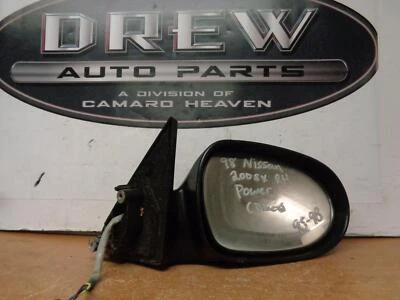 DREW
AUTO PARTS
A DIVISION OF
CAMARO HEAVEN
98 Nissan
200SX RH
Power
95-98